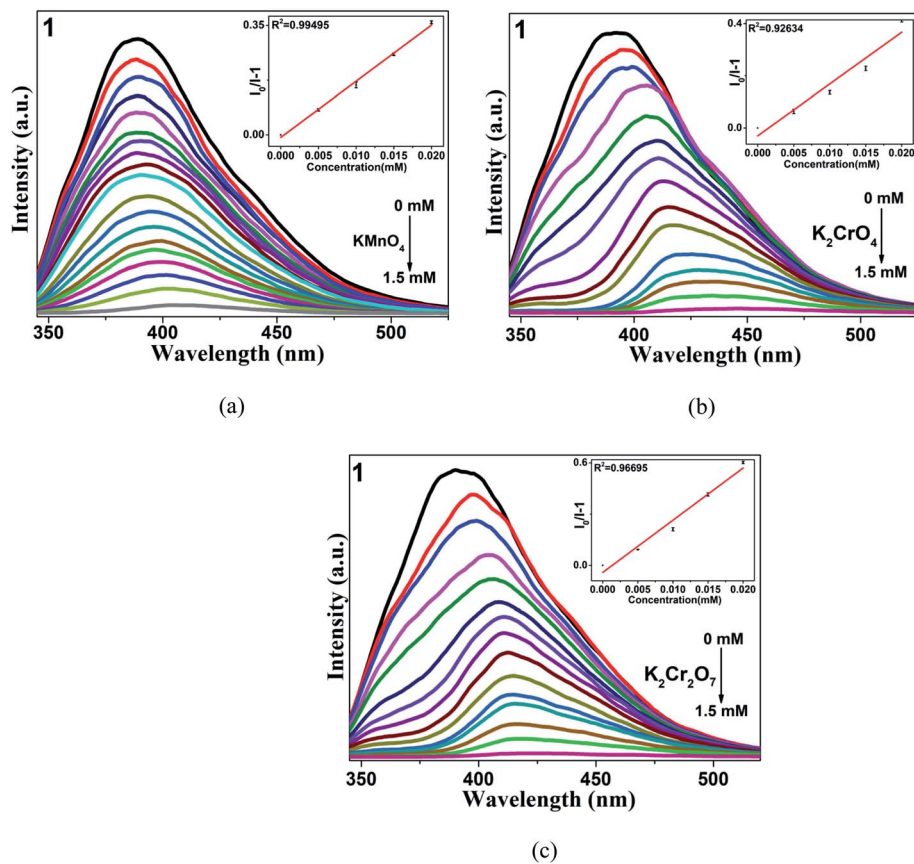 1
R²=0.99495
0.35
0.00
I₀/I-1
0.000 0.005 0.010 0.015 0.020
Concentration(mM)
Intensity (a.u.)
0 mM
KMnO₄
1.5 mM
350 400 450 500
Wavelength (nm)
(a)
1
R²=0.92634
0.4
0.0
I₀/I-1
0.000 0.005 0.010 0.015 0.020
Concentration(mM)
Intensity (a.u.)
0 mM
K₂CrO₄
1.5 mM
350 400 450 500
Wavelength (nm)
(b)
1
R²=0.96695
0.6
0.0
I₀/I-1
0.000 0.005 0.010 0.015 0.020
Concentration(mM)
Intensity (a.u.)
0 mM
K₂Cr₂O₇
1.5 mM
350 400 450 500
Wavelength (nm)
(c)